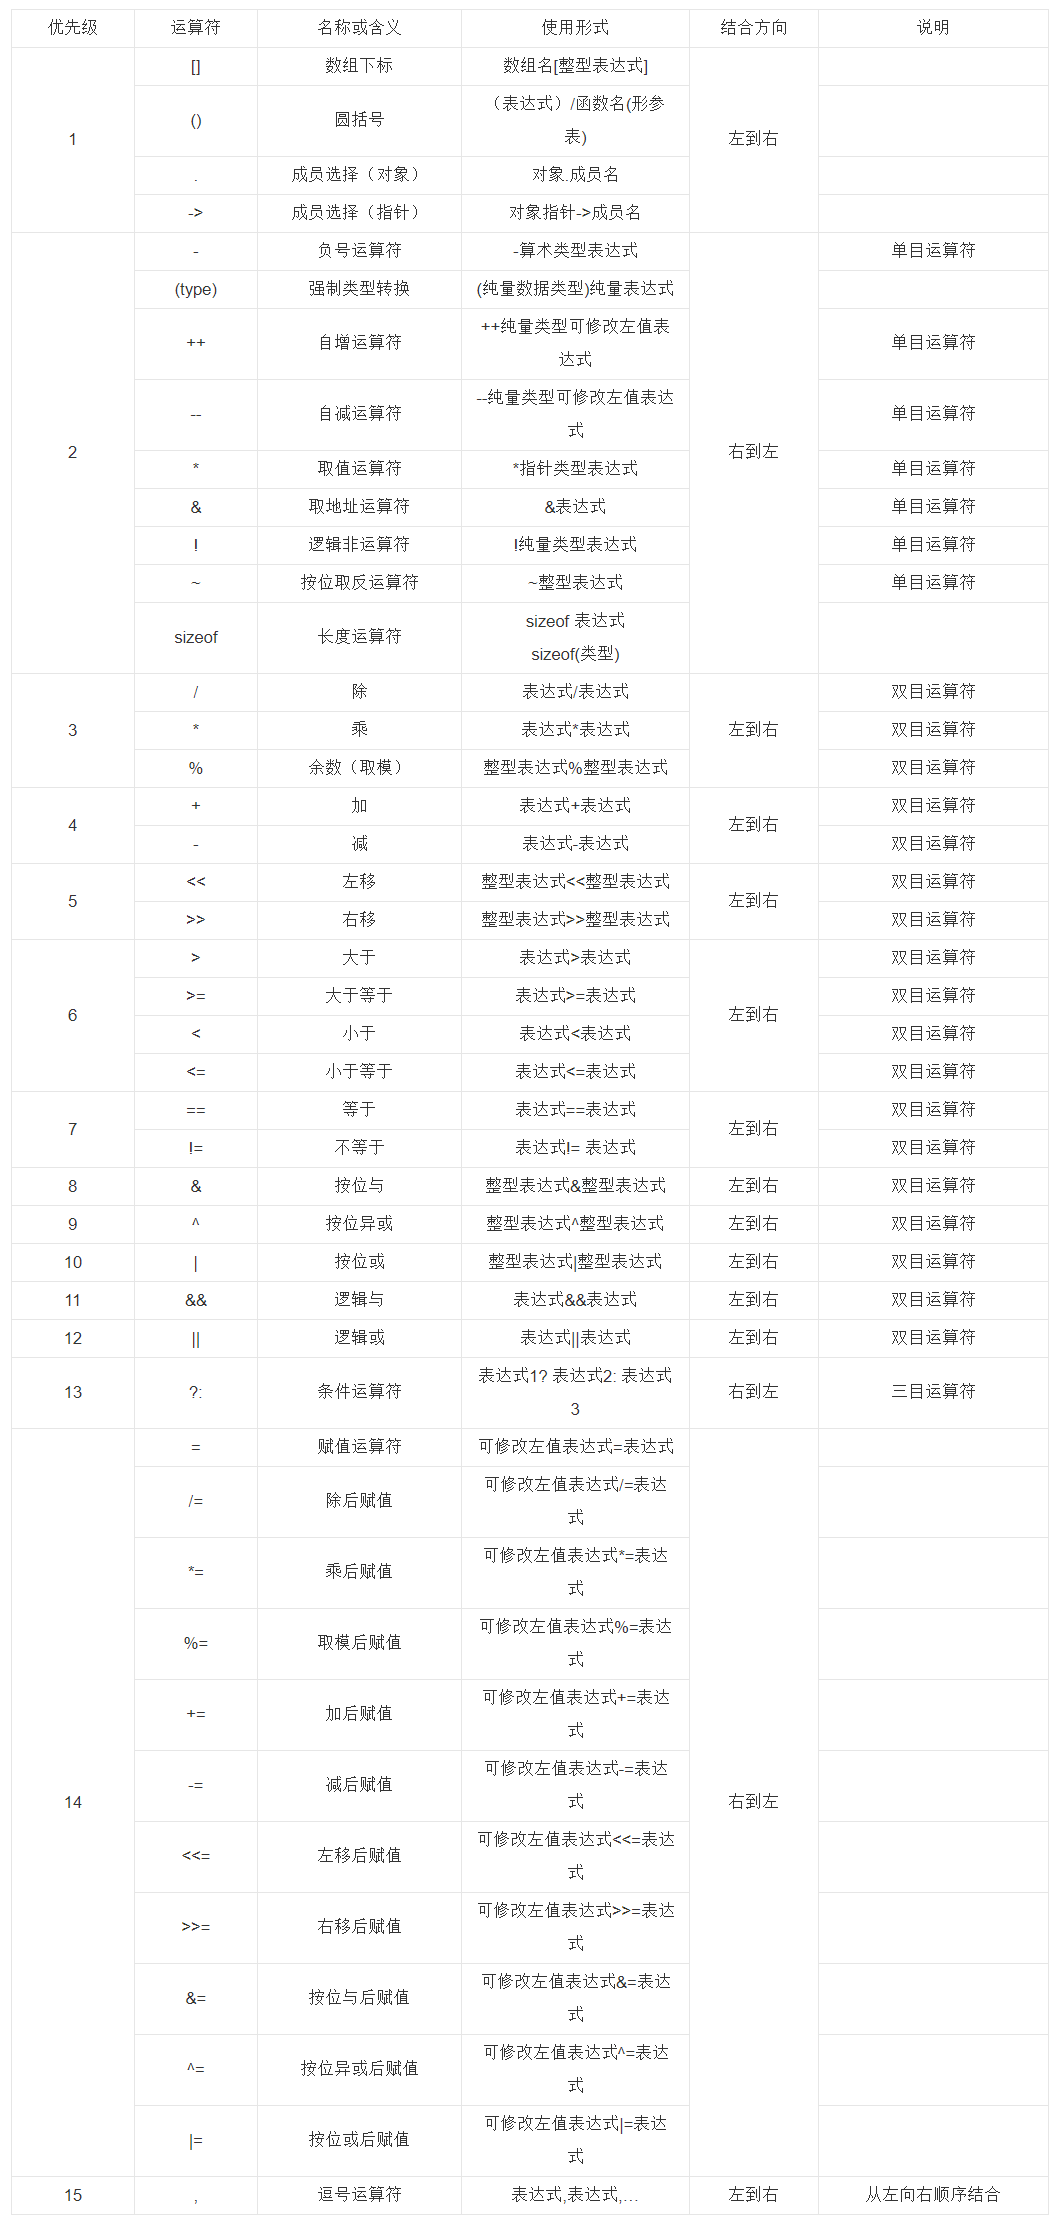 优先级 运算符 名称或含义 使用形式 结合方向 说明
1 [] 数组下标 数组名[整型表达式] 左到右
() 圆括号 （表达式）/函数名(形参
表)
. 成员选择（对象） 对象.成员名
-> 成员选择（指针） 对象指针->成员名
2 - 负号运算符 -算术类型表达式 右到左 单目运算符
(type) 强制类型转换 (纯量数据类型)纯量表达式
++ 自增运算符 ++纯量类型可修改左值表 单目运算符
达式
-- 自减运算符 --纯量类型可修改左值表达 单目运算符
式
* 取值运算符 *指针类型表达式 单目运算符
& 取地址运算符 &表达式 单目运算符
! 逻辑非运算符 !纯量类型表达式 单目运算符
~ 按位取反运算符 ~整型表达式 单目运算符
sizeof 长度运算符 sizeof 表达式
sizeof(类型)
3 / 除 表达式/表达式 左到右 双目运算符
* 乘 表达式*表达式 双目运算符
% 余数（取模） 整型表达式%整型表达式 双目运算符
4 + 加 表达式+表达式 左到右 双目运算符
- 减 表达式-表达式 双目运算符
5 << 左移 整型表达式<<整型表达式 左到右 双目运算符
>> 右移 整型表达式>>整型表达式 双目运算符
6 > 大于 表达式>表达式 左到右 双目运算符
>= 大于等于 表达式>=表达式 双目运算符
< 小于 表达式<表达式 双目运算符
<= 小于等于 表达式<=表达式 双目运算符
7 == 等于 表达式==表达式 左到右 双目运算符
!= 不等于 表达式!= 表达式 双目运算符
8 & 按位与 整型表达式&整型表达式 左到右 双目运算符
9 ^ 按位异或 整型表达式^整型表达式 左到右 双目运算符
10 | 按位或 整型表达式|整型表达式 左到右 双目运算符
11 && 逻辑与 表达式&&表达式 左到右 双目运算符
12 || 逻辑或 表达式||表达式 左到右 双目运算符
13 ?: 条件运算符 表达式1? 表达式2: 表达式 右到左 三目运算符
3
14 = 赋值运算符 可修改左值表达式=表达式 右到左
/= 除后赋值 可修改左值表达式/=表达
式
*= 乘后赋值 可修改左值表达式*=表达
式
%= 取模后赋值 可修改左值表达式%=表达
式
+= 加后赋值 可修改左值表达式+=表达
式
-= 减后赋值 可修改左值表达式-=表达
式
<<= 左移后赋值 可修改左值表达式<<=表达
式
>>= 右移后赋值 可修改左值表达式>>=表达
式
&= 按位与后赋值 可修改左值表达式&=表达
式
^= 按位异或后赋值 可修改左值表达式^=表达
式
|= 按位或后赋值 可修改左值表达式|=表达
式
15 , 逗号运算符 表达式,表达式,… 左到右 从左向右顺序结合